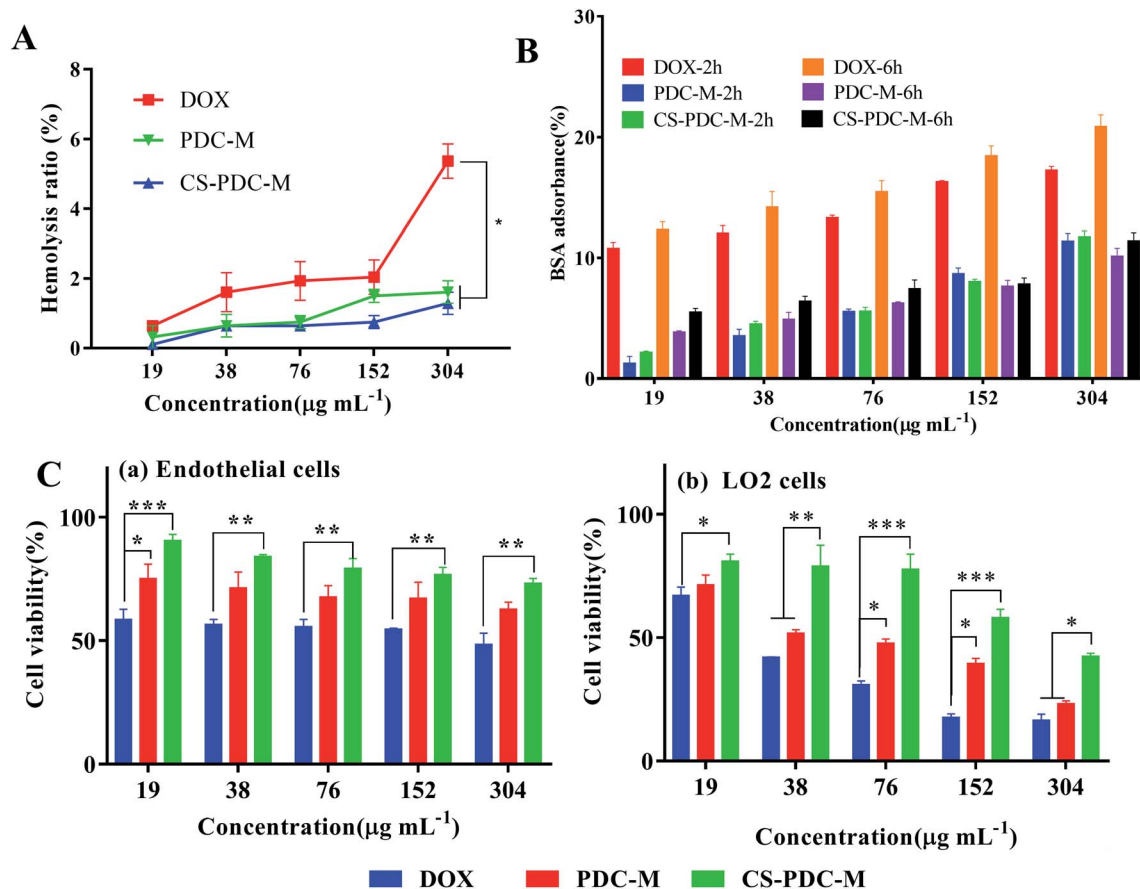 A
8
6
4
2
0
Hemolysis ratio (%)
DOX
PDC-M
CS-PDC-M
*
19 38 76 152 304
Concentration(μg mL⁻¹)
B
30
20
10
0
BSA adsorbance(%)
DOX-2h DOX-6h
PDC-M-2h PDC-M-6h
CS-PDC-M-2h CS-PDC-M-6h
19 38 76 152 304
Concentration(μg mL⁻¹)
C
(a) Endothelial cells
100
50
0
Cell viability(%)
*** ** ** ** **
*
19 38 76 152 304
Concentration(μg mL⁻¹)
(b) LO2 cells
100
50
0
Cell viability(%)
* ** *** *** *
* *
19 38 76 152 304
Concentration(μg mL⁻¹)
DOX PDC-M CS-PDC-M